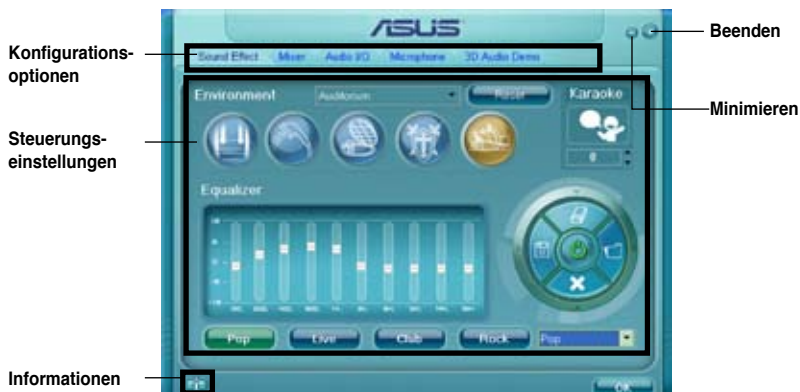 ASUS
Beenden
Konfigurations-
optionen
Sound Effect Mixer Audio I/O Microphone 3D Audio Demo
Environment Auditorium Reset Karaoke
Minimieren
0
Steuerungs-
einstellungen
Equalizer
Pop Live Club Rock Pop
Informationen
OK